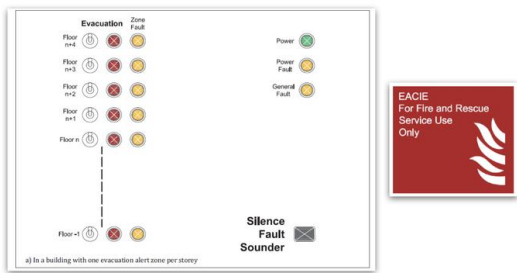 Evacuation
Zone
Fault
Floor
n+4
Floor
n+3
Floor
n+2
Floor
n+1
Floor n
Floor -1
Power
Power
Fault
General
Fault
Silence
Fault
Sounder
a) In a building with one evacuation alert zone per storey
EACIE
For Fire and Rescue
Service Use
Only